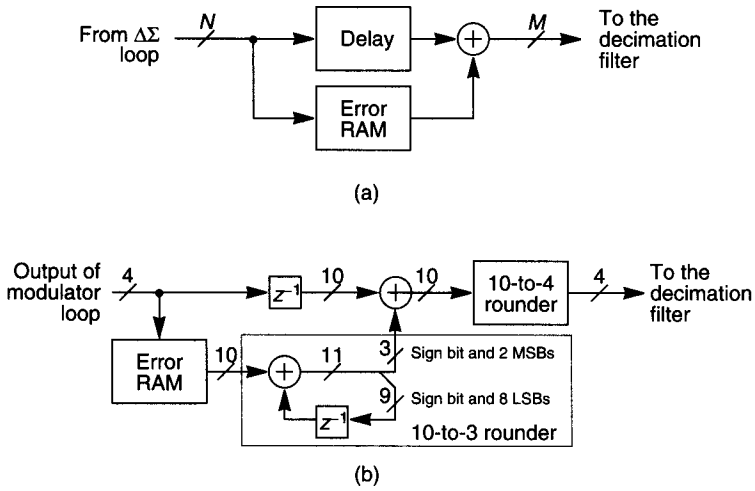 From ΔΣ
loop
N
Delay
+
M
To the
decimation
filter
Error
RAM
(a)
Output of
modulator
loop
4
z⁻¹
10
+
10
10-to-4
rounder
4
To the
decimation
filter
Error
RAM
10
+
11
3
Sign bit and 2 MSBs
9
Sign bit and 8 LSBs
z⁻¹
10-to-3 rounder
(b)